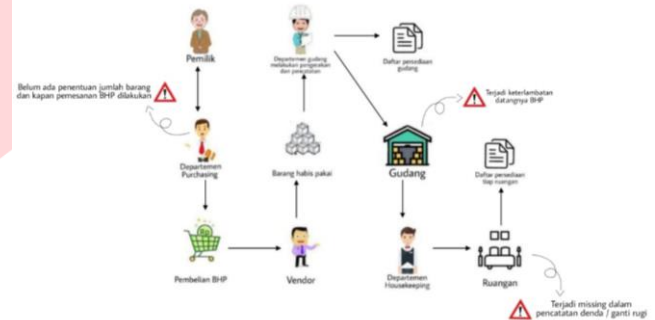 Pemilik
Departemen gudang
melakukan pengecekan
dan pencatatan
Daftar persediaan
gudang
Belum ada penentuan jumlah barang
dan kapan pemesanan BHP dilakukan
Terjadi keterlambatan
datangnya BHP
Departemen
Purchasing
Barang habis pakai
Gudang
Daftar persediaan
tiap ruangan
Pembelian BHP
Vendor
Departemen
Housekeeping
Ruangan
Terjadi missing dalam
pencatatan denda / ganti rugi